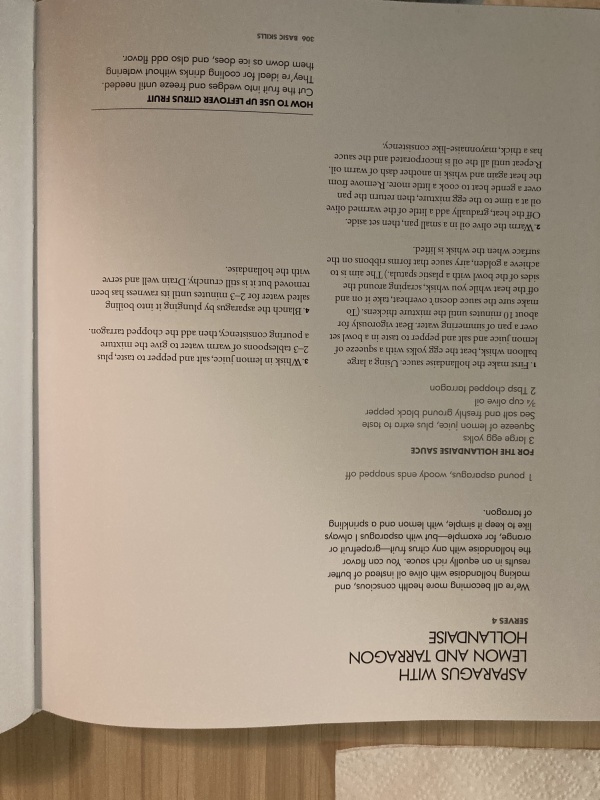 ASPARAGUS WITH
LEMON AND TARRAGON
HOLLANDAISE
SERVES 4
We're all becoming more health conscious, and
making hollandaise with olive oil instead of butter
results in an equally rich sauce. You can flavor
the hollandaise with any citrus fruit—grapefruit or
orange, for example—but with asparagus I always
like to keep it simple, with lemon and a sprinkling
of tarragon.
1 pound asparagus, woody ends snapped off
FOR THE HOLLANDAISE SAUCE
3 large egg yolks
Squeeze of lemon juice, plus extra to taste
Sea salt and freshly ground black pepper
¾ cup olive oil
2 Tbsp chopped tarragon
1. First make the hollandaise sauce. Using a large
balloon whisk, beat the egg yolks with a squeeze of
lemon juice and salt and pepper to taste in a bowl set
over a pan of simmering water. Beat vigorously for
about 10 minutes until the mixture thickens. (To
make sure the sauce doesn't overheat, take it on and
off the heat while you whisk, scraping around the
sides of the bowl with a plastic spatula.) The aim is to
achieve a golden, airy sauce that forms ribbons on the
surface when the whisk is lifted.
2. Warm the olive oil in a small pan, then set aside.
Off the heat, gradually add a little of the warmed olive
oil at a time to the egg mixture, then return the pan
over a gentle heat to cook a little more. Remove from
the heat again and whisk in another dash of warm oil.
Repeat until all the oil is incorporated and the sauce
has a thick, mayonnaise-like consistency.
3. Whisk in lemon juice, salt and pepper to taste, plus
2–3 tablespoons of warm water to give the mixture
a pouring consistency, then add the chopped tarragon.
4. Blanch the asparagus by plunging it into boiling
salted water for 2–3 minutes until its rawness has been
removed but it is still crunchy. Drain well and serve
with the hollandaise.
HOW TO USE UP LEFTOVER CITRUS FRUIT
Cut the fruit into wedges and freeze until needed.
They're ideal for cooling drinks without watering
them down as ice does, and also add flavor.
306 BASIC SKILLS